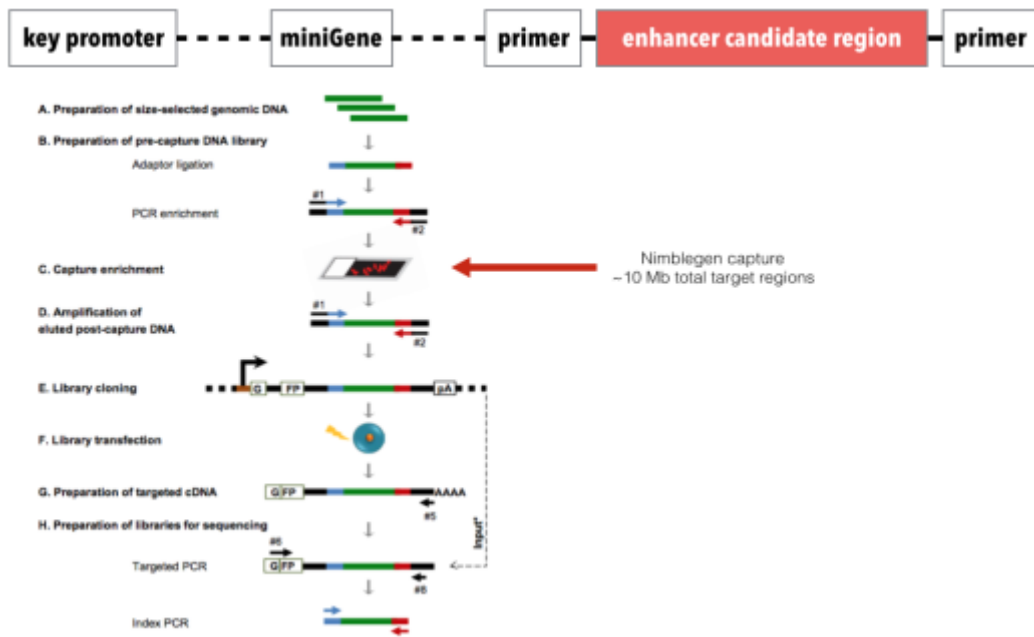 key promoter miniGene primer enhancer candidate region primer
A. Preparation of size-selected genomic DNA
B. Preparation of pre-capture DNA library
Adaptor ligation
#1
PCR enrichment
#2
C. Capture enrichment
Nimblegen capture
~10 Mb total target regions
D. Amplification of
eluted post-capture DNA
#1
#2
E. Library cloning
G FP pA
F. Library transfection
G. Preparation of targeted cDNA
G FP AAAA
#5
H. Preparation of libraries for sequencing
Input*
#6
Targeted PCR
G FP
Index PCR